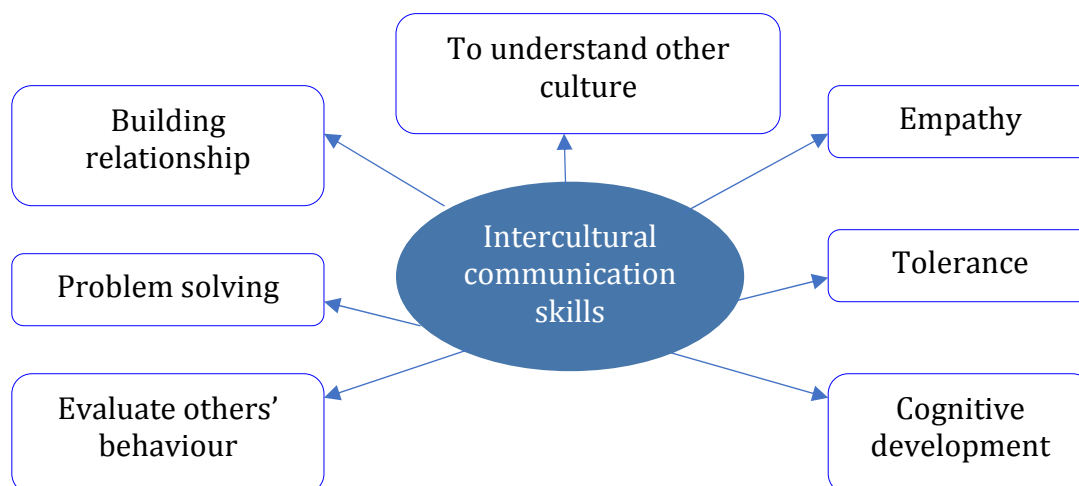 To understand other
culture
Building
relationship
Empathy
Intercultural
communication
skills
Problem solving
Tolerance
Evaluate others’
behaviour
Cognitive
development